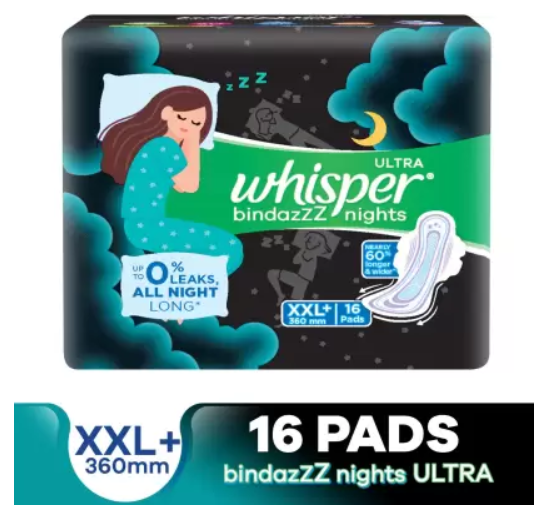 z z z
z z z
ULTRA
whisper®
bindazZZ nights
NEARLY
60%
longer
& wider*
UP TO 0% LEAKS,
ALL NIGHT
LONG*
XXL+ 16
360 mm Pads
XXL+
360mm
16 PADS
bindazZZ nights ULTRA